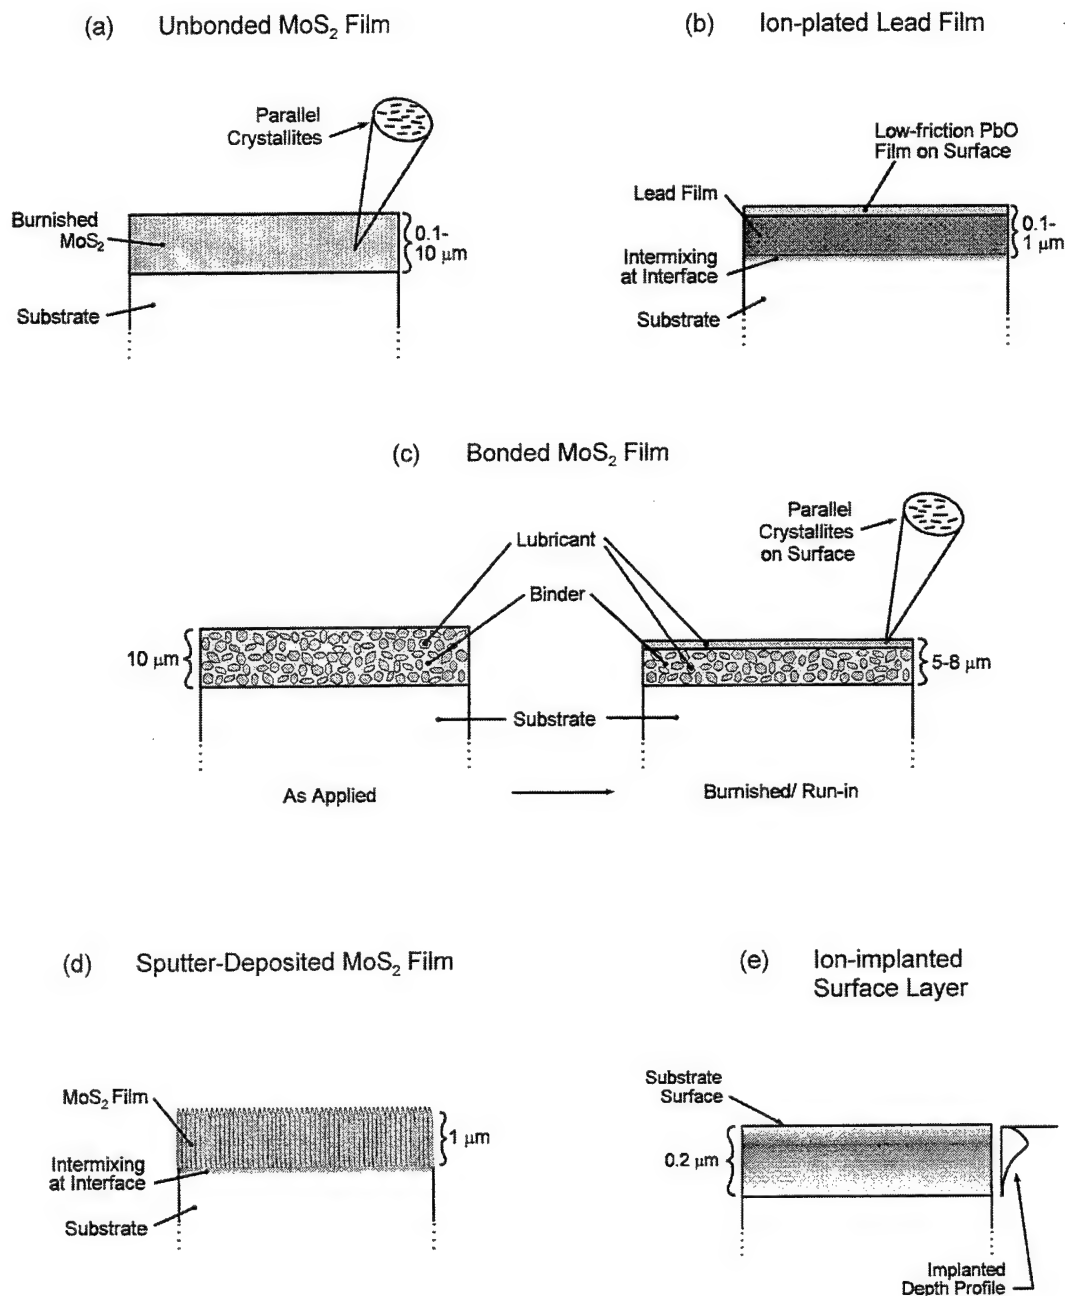 (a) Unbonded MoS₂ Film
Parallel
Crystallites
Burnished
MoS₂
0.1-
10 μm
Substrate
(b) Ion-plated Lead Film
Low-friction PbO
Film on Surface
Lead Film
0.1-
1 μm
Intermixing
at Interface
Substrate
(c) Bonded MoS₂ Film
Parallel
Crystallites
on Surface
Lubricant
Binder
10 μm
5-8 μm
Substrate
As Applied
Burnished/ Run-in
(d) Sputter-Deposited MoS₂ Film
MoS₂ Film
1 μm
Intermixing
at Interface
Substrate
(e) Ion-implanted
Surface Layer
Substrate
Surface
0.2 μm
Implanted
Depth Profile